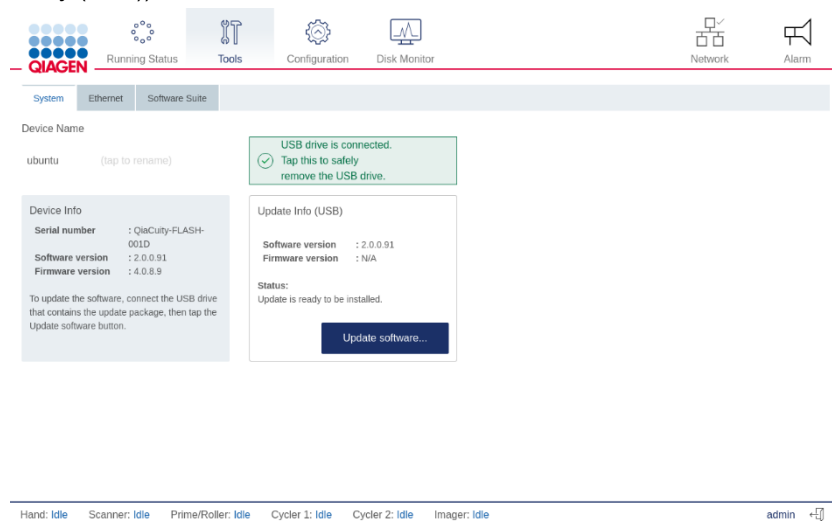 QIAGEN
Running Status
Tools
Configuration
Disk Monitor
Network
Alarm
System
Ethernet
Software Suite
Device Name
ubuntu
(tap to rename)
USB drive is connected.
Tap this to safely
remove the USB drive.
Device Info
Serial number : QiaCuity-FLASH-
001D
Software version : 2.0.0.91
Firmware version : 4.0.8.9
To update the software, connect the USB drive
that contains the update package, then tap the
Update software button.
Update Info (USB)
Software version : 2.0.0.91
Firmware version : N/A
Status:
Update is ready to be installed.
Update software...
Hand: Idle
Scanner: Idle
Prime/Roller: Idle
Cycler 1: Idle
Cycler 2: Idle
Imager: Idle
admin